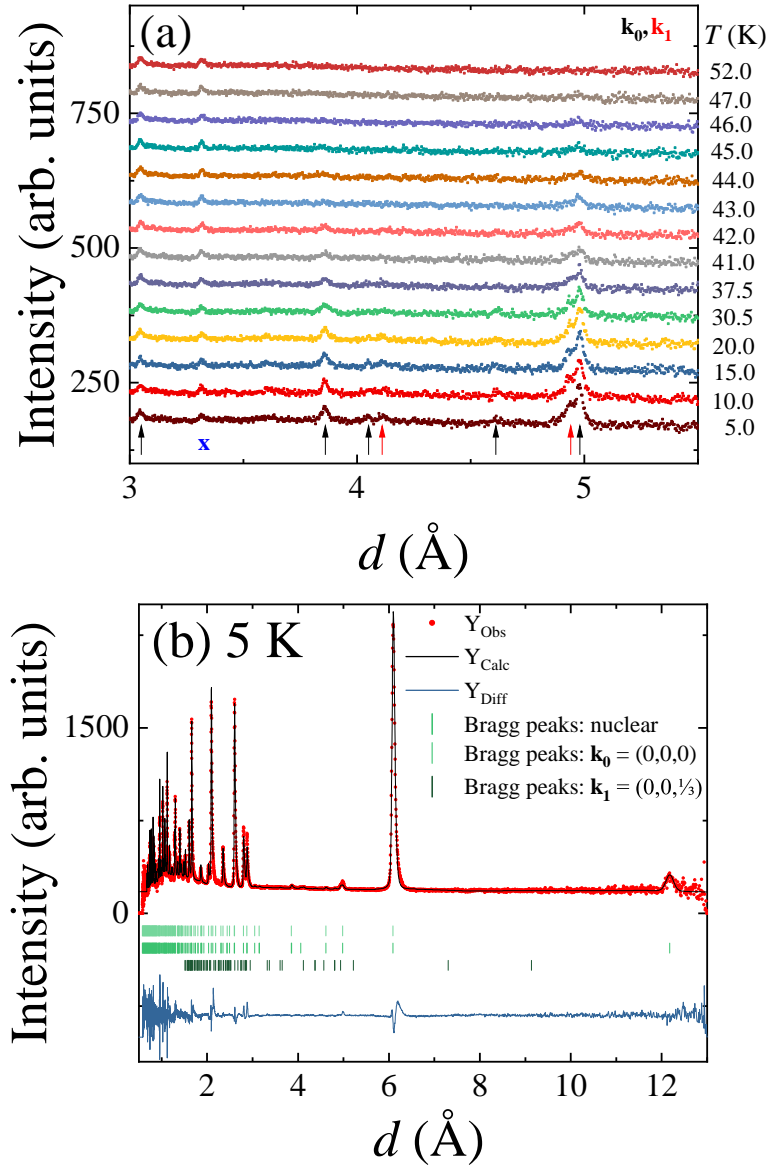 (a)
k₀,k₁
T (K)
52.0
47.0
46.0
45.0
44.0
43.0
42.0
41.0
37.5
30.5
20.0
15.0
10.0
5.0
750
500
250
Intensity (arb. units)
x
3
4
5
d (Å)
(b) 5 K
Y_Obs
Y_Calc
Y_Diff
Bragg peaks: nuclear
Bragg peaks: k₀ = (0,0,0)
Bragg peaks: k₁ = (0,0,⅓)
1500
0
Intensity (arb. units)
2
4
6
8
10
12
d (Å)